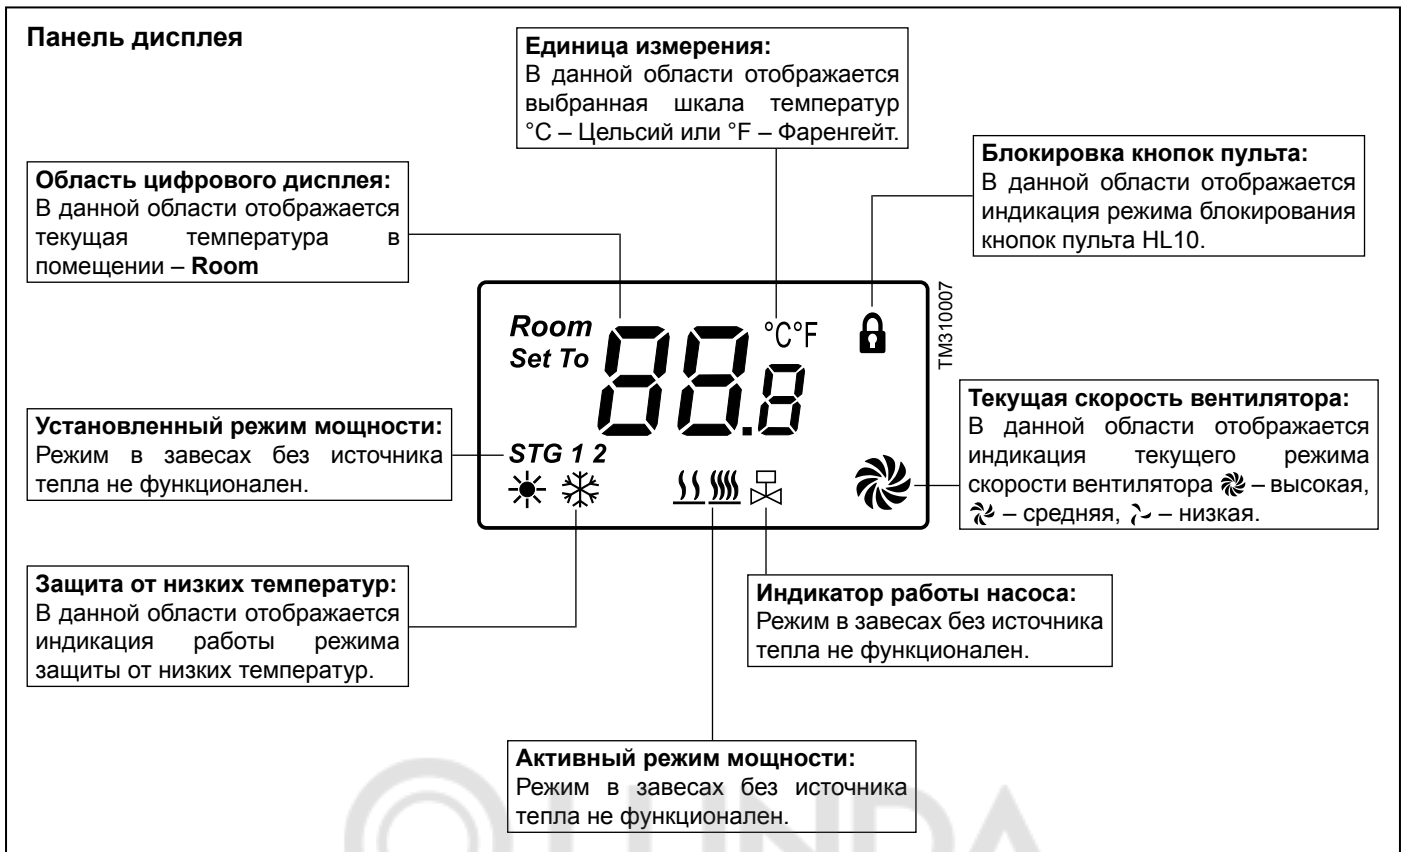 Панель дисплея
Единица измерения:
В данной области отображается
выбранная шкала температур
°C – Цельсий или °F – Фаренгейт.
Блокировка кнопок пульта:
В данной области отображается
индикация режима блокирования
кнопок пульта HL10.
Область цифрового дисплея:
В данной области отображается
текущая температура в
помещении – Room
Room
Set To
88.8
°C°F
TM310007
STG 1 2
Установленный режим мощности:
Режим в завесах без источника
тепла не функционален.
Текущая скорость вентилятора:
В данной области отображается
индикация текущего режима
скорости вентилятора – высокая,
– средняя, – низкая.
Защита от низких температур:
В данной области отображается
индикация работы режима
защиты от низких температур.
Индикатор работы насоса:
Режим в завесах без источника
тепла не функционален.
Активный режим мощности:
Режим в завесах без источника
тепла не функционален.
LUNDA